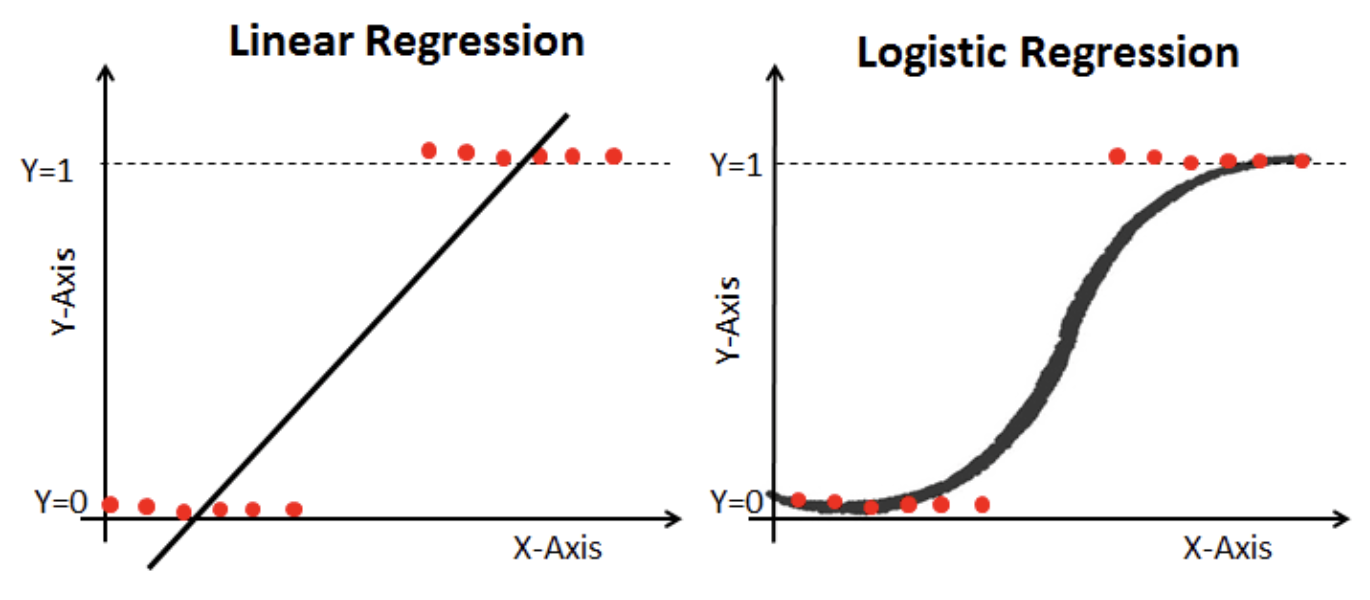 Linear Regression
Y=1
Y-Axis
Y=0
X-Axis
Logistic Regression
Y=1
Y-Axis
Y=0
X-Axis